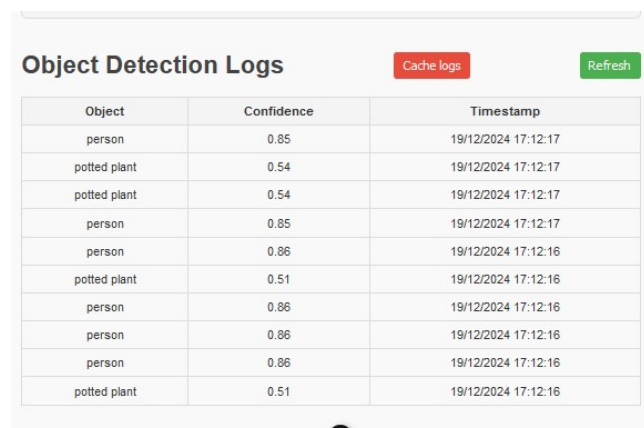 Object Detection Logs Cache logs Refresh
Object Confidence Timestamp
person 0.85 19/12/2024 17:12:17
potted plant 0.54 19/12/2024 17:12:17
potted plant 0.54 19/12/2024 17:12:17
person 0.85 19/12/2024 17:12:17
person 0.86 19/12/2024 17:12:16
potted plant 0.51 19/12/2024 17:12:16
person 0.86 19/12/2024 17:12:16
person 0.86 19/12/2024 17:12:16
person 0.86 19/12/2024 17:12:16
potted plant 0.51 19/12/2024 17:12:16